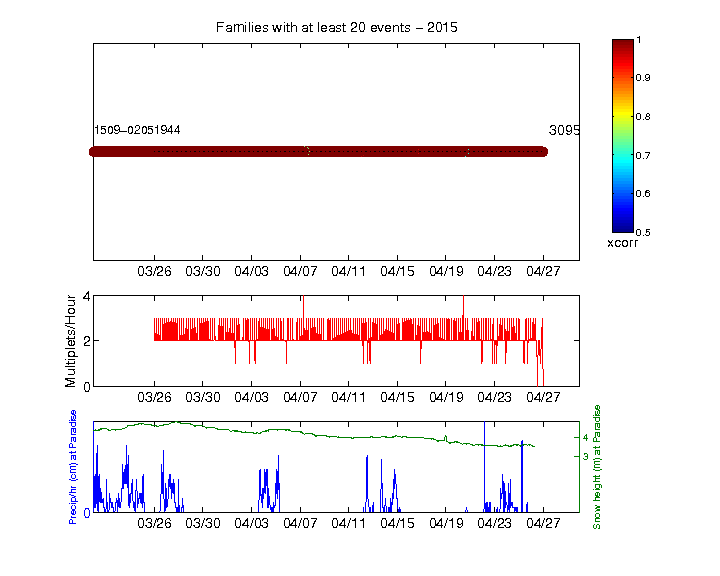 Families with at least 20 events – 2015
1509–02051944
3095
03/26 03/30 04/03 04/07 04/11 04/15 04/19 04/23 04/27
1
0.9
0.8
0.7
0.6
0.5
xcorr
Multiplets/Hour
4
2
0
03/26 03/30 04/03 04/07 04/11 04/15 04/19 04/23 04/27
Precip/hr (cm) at Paradise
0
4
3
Snow height (m) at Paradise
03/26 03/30 04/03 04/07 04/11 04/15 04/19 04/23 04/27